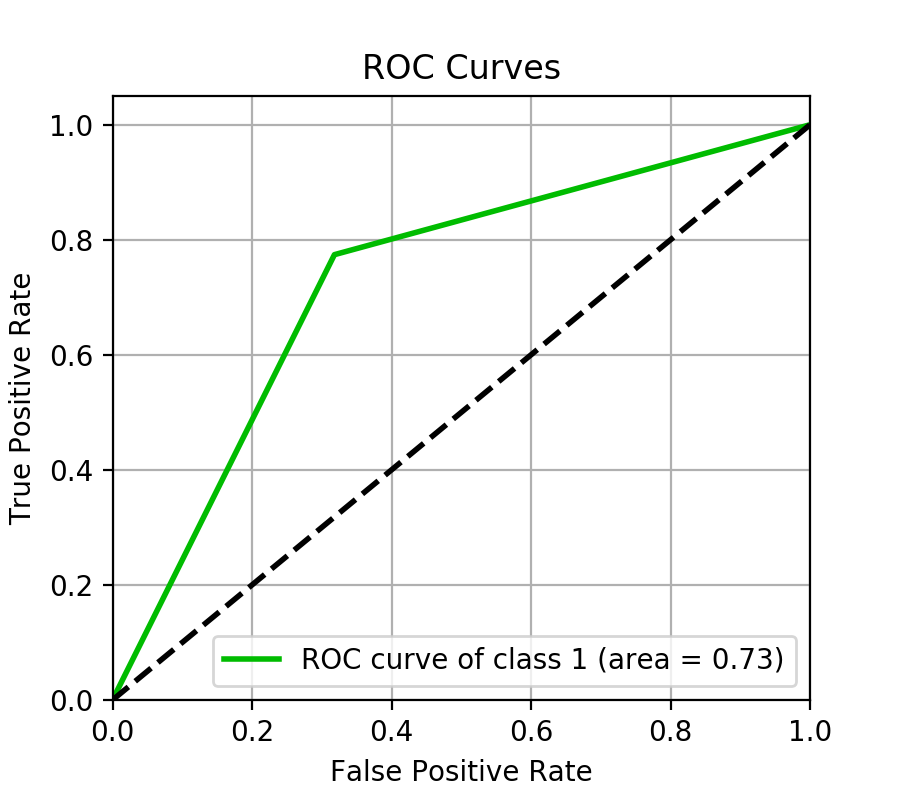 ROC Curves
1.0
0.8
0.6
0.4
0.2
0.0
True Positive Rate
ROC curve of class 1 (area = 0.73)
0.0 0.2 0.4 0.6 0.8 1.0
False Positive Rate